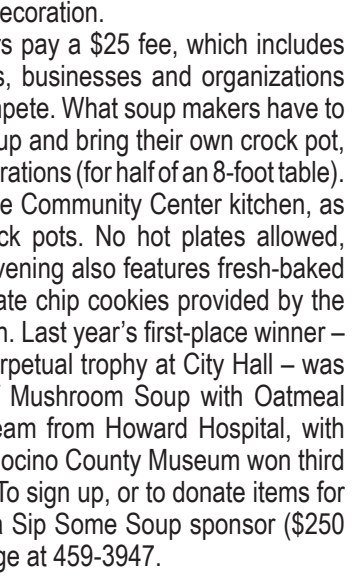 ecoration.
rs pay a $25 fee, which includes
s, businesses and organizations
npete. What soup makers have to
up and bring their own crock pot,
rations (for half of an 8-foot table).
e Community Center kitchen, as
ck pots. No hot plates allowed,
vening also features fresh-baked
ate chip cookies provided by the
n. Last year’s first-place winner –
erpetual trophy at City Hall – was
Mushroom Soup with Oatmeal
eam from Howard Hospital, with
ocino County Museum won third
To sign up, or to donate items for
a Sip Some Soup sponsor ($250
ge at 459-3947.